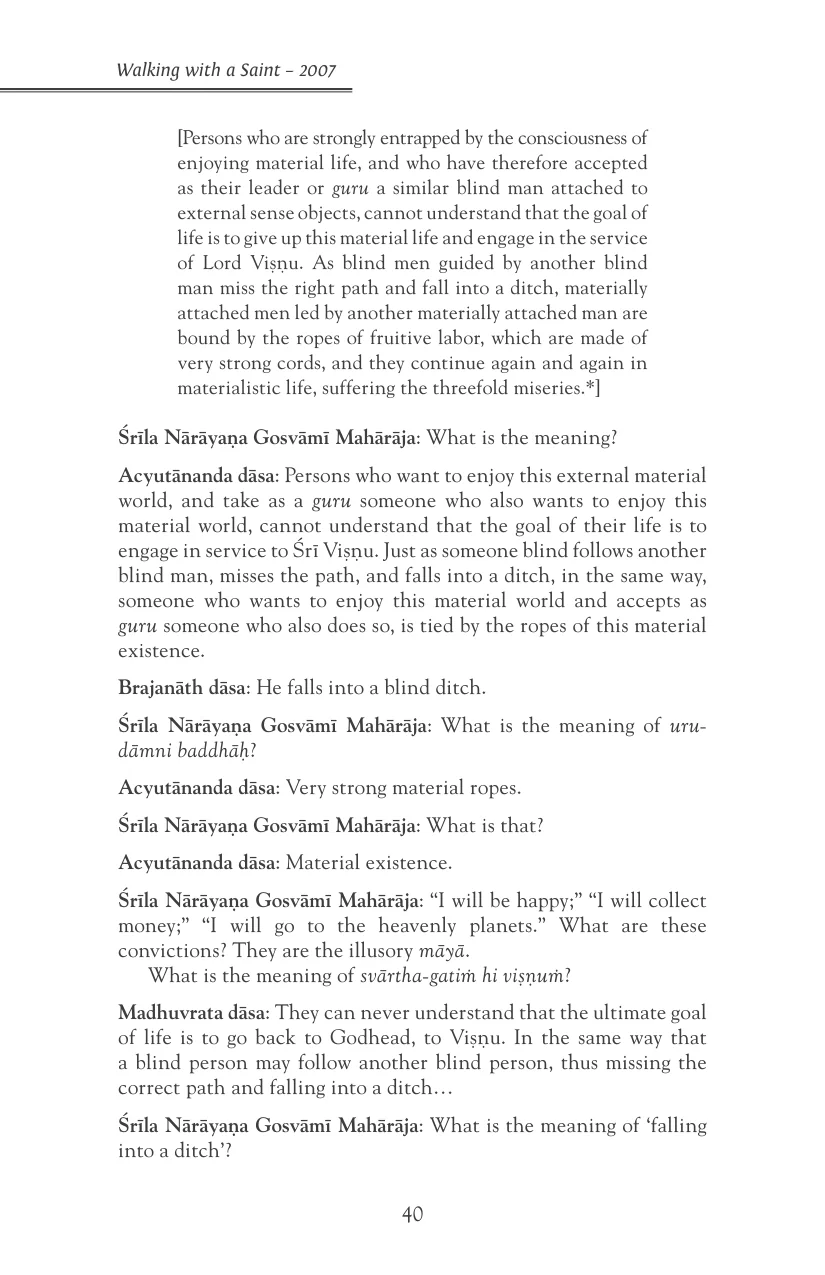 Walking with a Saint – 2007
[Persons who are strongly entrapped by the consciousness of
enjoying material life, and who have therefore accepted
as their leader or guru a similar blind man attached to
external sense objects, cannot understand that the goal of
life is to give up this material life and engage in the service
of Lord Viṣṇu. As blind men guided by another blind
man miss the right path and fall into a ditch, materially
attached men led by another materially attached man are
bound by the ropes of fruitive labor, which are made of
very strong cords, and they continue again and again in
materialistic life, suffering the threefold miseries.*]
Śrīla Nārāyaṇa Gosvāmī Mahārāja: What is the meaning?
Acyutānanda dāsa: Persons who want to enjoy this external material
world, and take as a guru someone who also wants to enjoy this
material world, cannot understand that the goal of their life is to
engage in service to Śrī Viṣṇu. Just as someone blind follows another
blind man, misses the path, and falls into a ditch, in the same way,
someone who wants to enjoy this material world and accepts as
guru someone who also does so, is tied by the ropes of this material
existence.
Brajanāth dāsa: He falls into a blind ditch.
Śrīla Nārāyaṇa Gosvāmī Mahārāja: What is the meaning of uru-
dāmni baddhāḥ?
Acyutānanda dāsa: Very strong material ropes.
Śrīla Nārāyaṇa Gosvāmī Mahārāja: What is that?
Acyutānanda dāsa: Material existence.
Śrīla Nārāyaṇa Gosvāmī Mahārāja: “I will be happy;” “I will collect
money;” “I will go to the heavenly planets.” What are these
convictions? They are the illusory māyā.
What is the meaning of svārtha-gatiṁ hi viṣṇuṁ?
Madhuvrata dāsa: They can never understand that the ultimate goal
of life is to go back to Godhead, to Viṣṇu. In the same way that
a blind person may follow another blind person, thus missing the
correct path and falling into a ditch…
Śrīla Nārāyaṇa Gosvāmī Mahārāja: What is the meaning of ‘falling
into a ditch’?
40